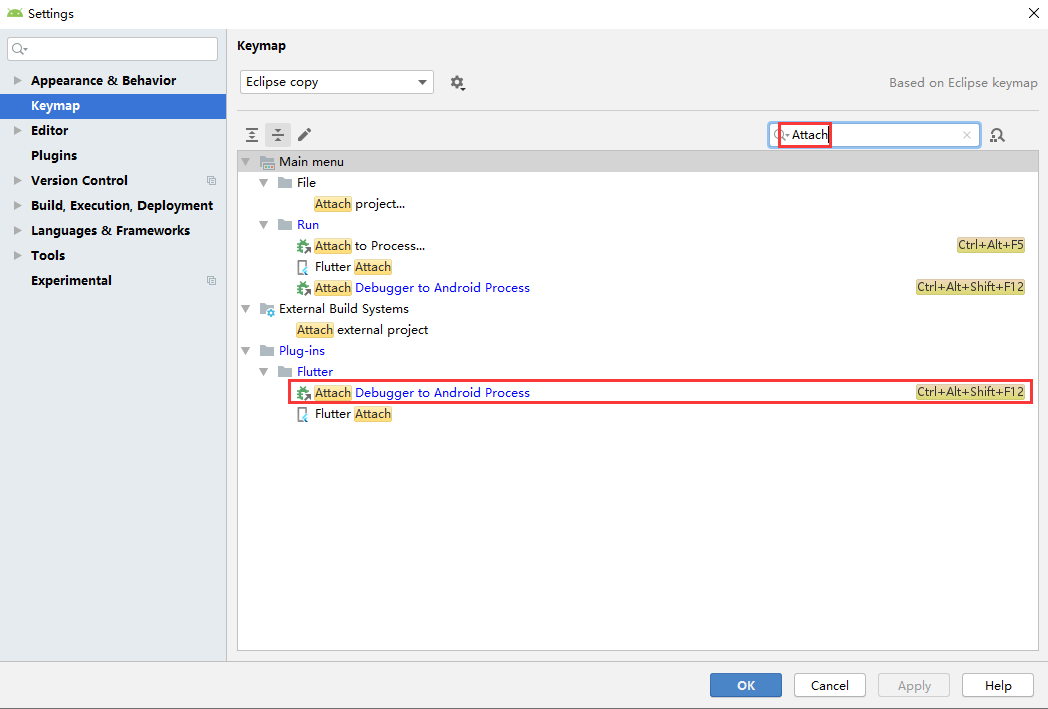 Settings
Keymap
Appearance & Behavior
Keymap
Editor
Plugins
Version Control
Build, Execution, Deployment
Languages & Frameworks
Tools
Experimental
Eclipse copy
Based on Eclipse keymap
Attach
Main menu
File
Attach project...
Run
Attach to Process... Ctrl+Alt+F5
Flutter Attach
Attach Debugger to Android Process Ctrl+Alt+Shift+F12
External Build Systems
Attach external project
Plug-ins
Flutter
Attach Debugger to Android Process Ctrl+Alt+Shift+F12
Flutter Attach
OK Cancel Apply Help